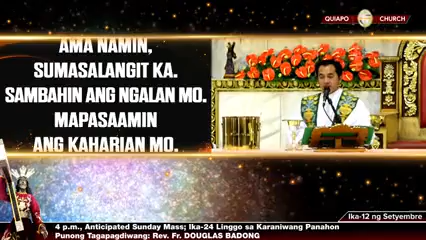 QUIAPO CHURCH
AMA NAMIN,
SUMASALANGIT KA.
SAMBAHIN ANG NGALAN MO.
MAPASAAMIN
ANG KAHARIAN MO.
Ika-12 ng Setyembre
4 p.m., Anticipated Sunday Mass; Ika-24 Linggo sa Karaniwang Panahon
Punong Tagapagdiwang: Rev. Fr. DOUGLAS BADONG